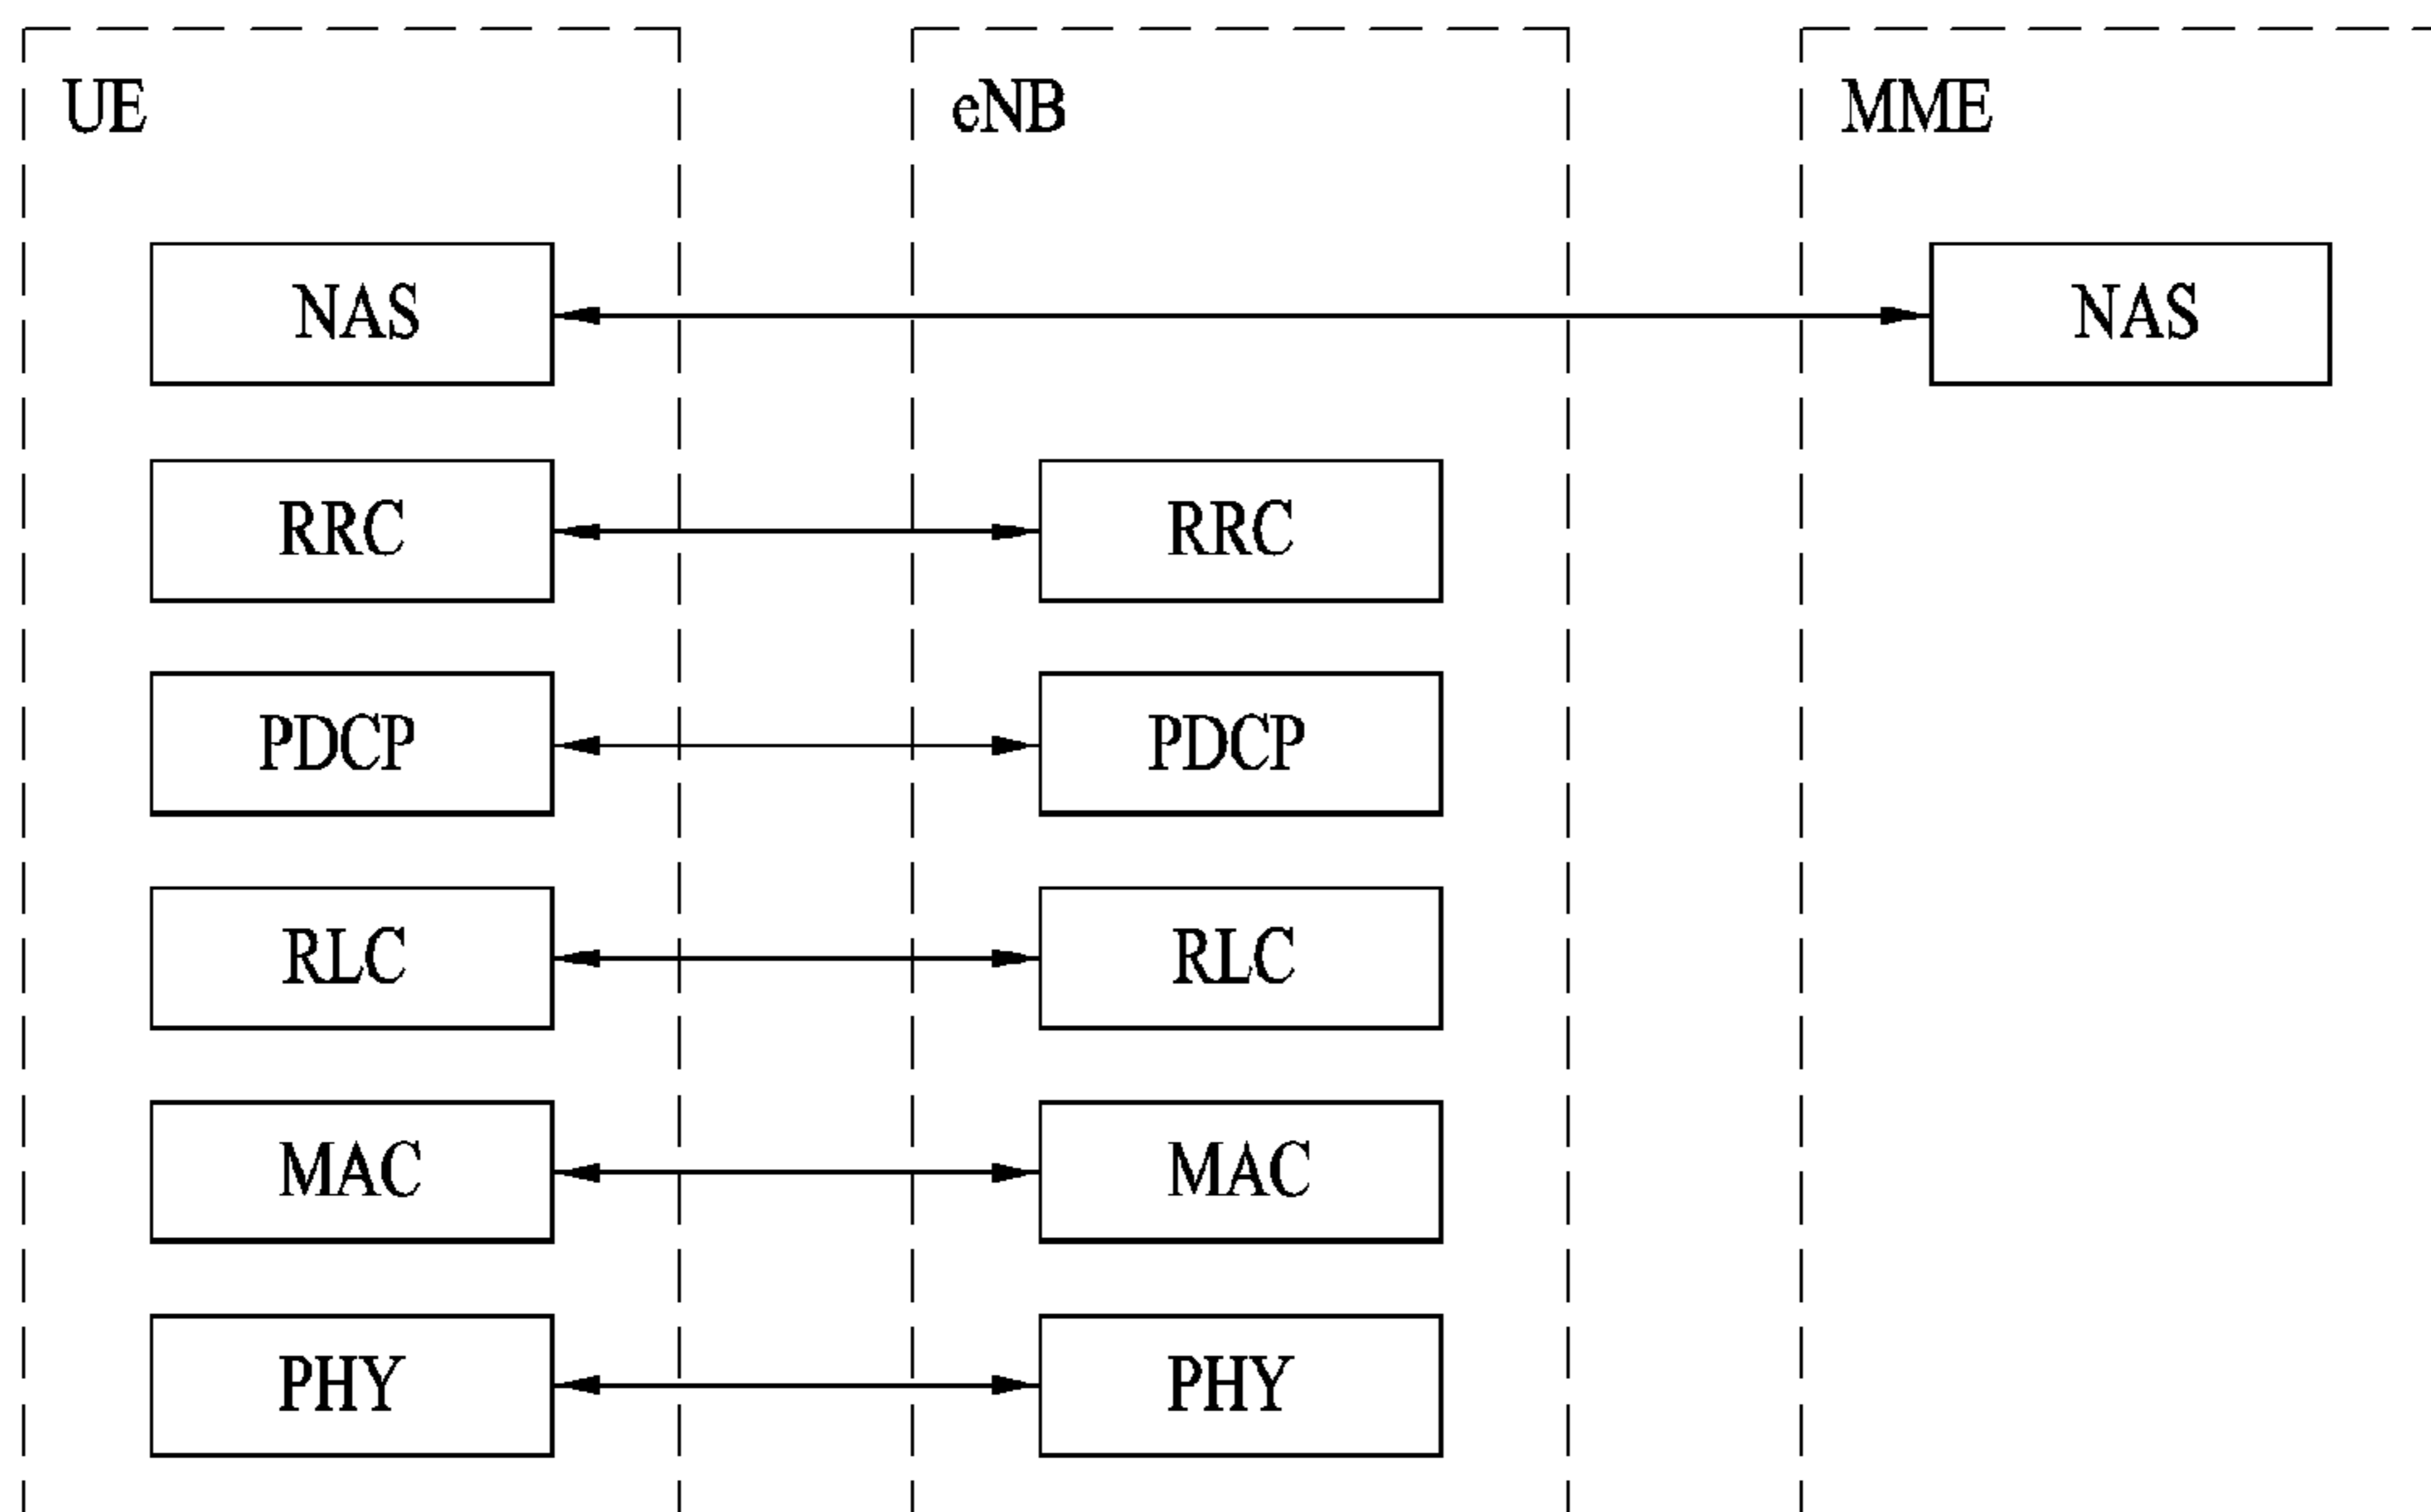 UE eNB MME
NAS NAS
RRC RRC
PDCP PDCP
RLC RLC
MAC MAC
PHY PHY